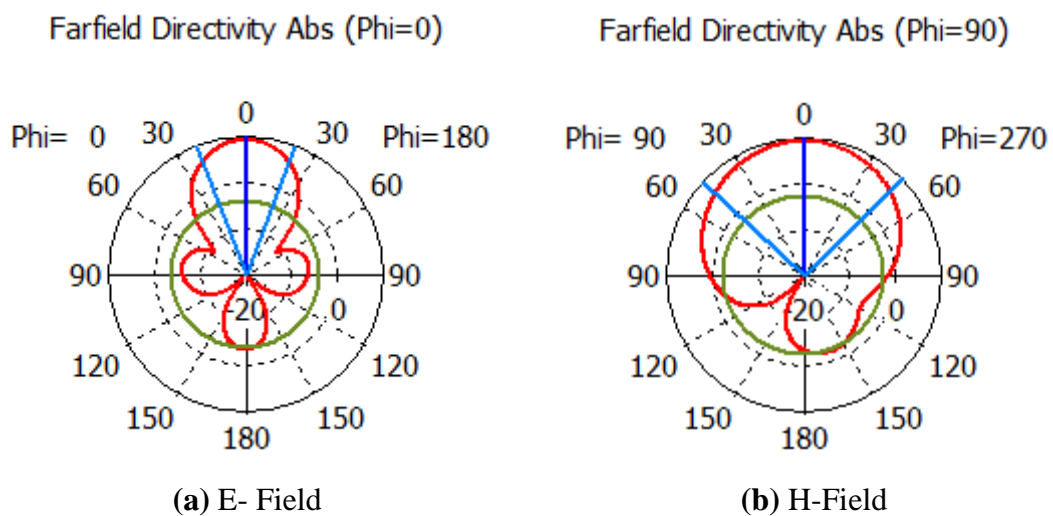 Farfield Directivity Abs (Phi=0)
Phi= 0 30 0 30 Phi=180
60 60
90 90
-20 0
120 120
150 150
180
(a) E- Field
Farfield Directivity Abs (Phi=90)
Phi= 90 30 0 30 Phi=270
60 60
90 90
-20 0
120 120
150 150
180
(b) H-Field